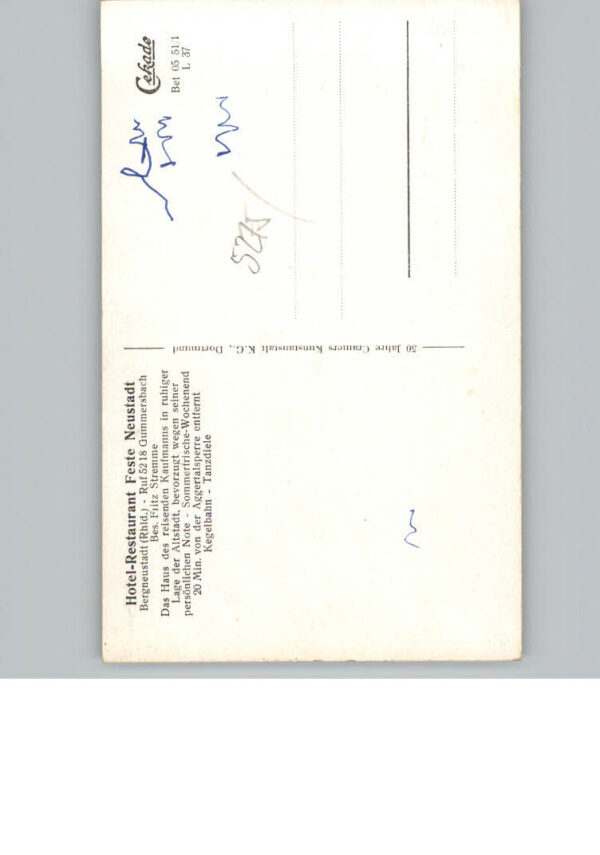 Hotel-Restaurant Feste Neustadt
Bergneustadt (Rhld.) - Ruf 5218 Gummersbach
Bes. Fritz Stremme
Das Haus des reisenden Kaufmanns in ruhiger
Lage der Altstadt, bevorzugt wegen seiner
persönlichen Note - Sommerfrische-Wochenend
20 Min. von der Aggertalsperre entfernt
Kegelbahn - Tanzdiele
50 Jahre Cramers Kunstanstalt K.G., Dortmund
Cekade
Bet 05 51/1
L 37
5275